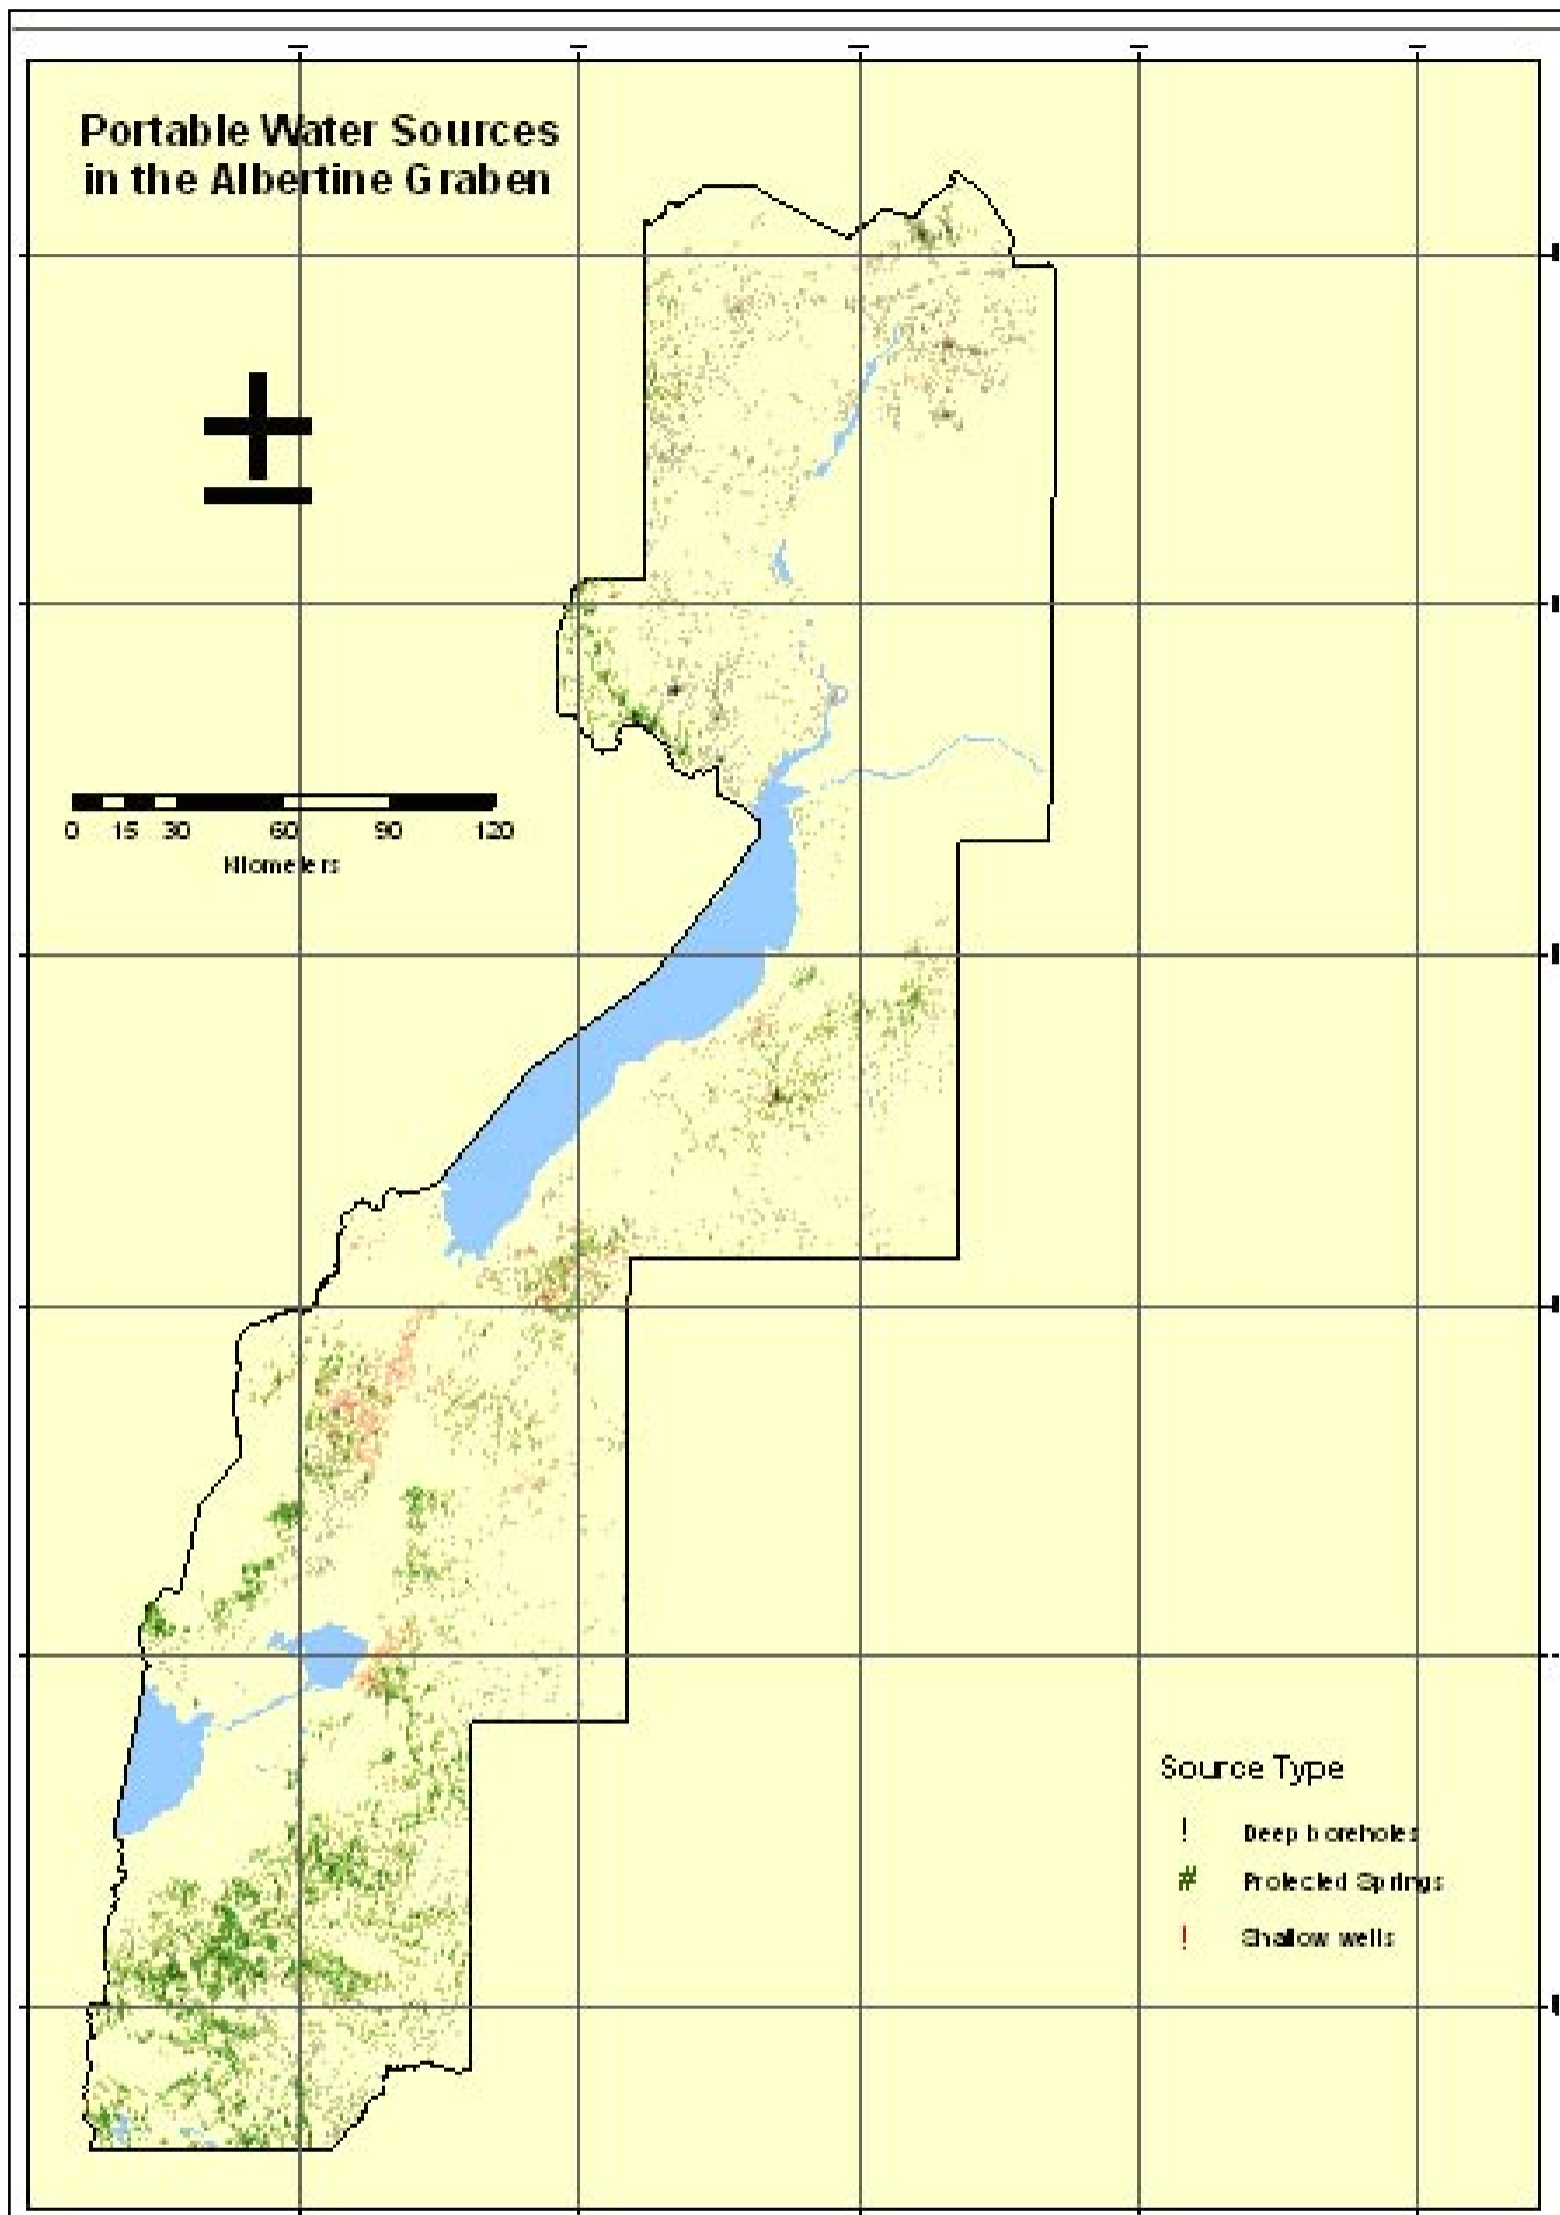 Portable Water Sources
in the Albertine Graben
0 15 30 60 90 120
Kilometers
Source Type
! Deep boreholes
# Protected Springs
! Shallow wells